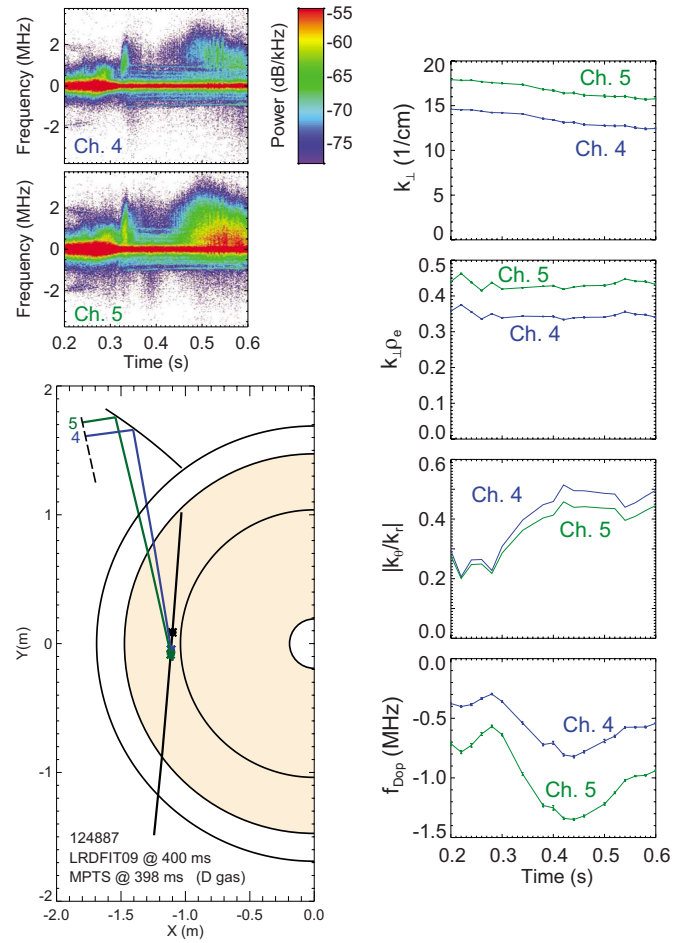 Frequency (MHz)
2
0
-2
Ch. 4
Power (dB/kHz)
-55
-60
-65
-70
-75
Frequency (MHz)
2
0
-2
Ch. 5
0.2 0.3 0.4 0.5 0.6
Time (s)
Y(m)
2
1
0
-1
-2
5
4
124887
LRDFIT09 @ 400 ms
MPTS @ 398 ms (D gas)
-2.0 -1.5 -1.0 -0.5 0.0
X (m)
k⊥ (1/cm)
20
15
10
5
0
Ch. 5
Ch. 4
k⊥ρe
0.5
0.4
0.3
0.2
0.1
0.0
Ch. 5
Ch. 4
|kθ/kr|
0.6
0.4
0.2
0.0
Ch. 4
Ch. 5
fDop (MHz)
0.0
-0.5
-1.0
-1.5
Ch. 4
Ch. 5
0.2 0.3 0.4 0.5 0.6
Time (s)